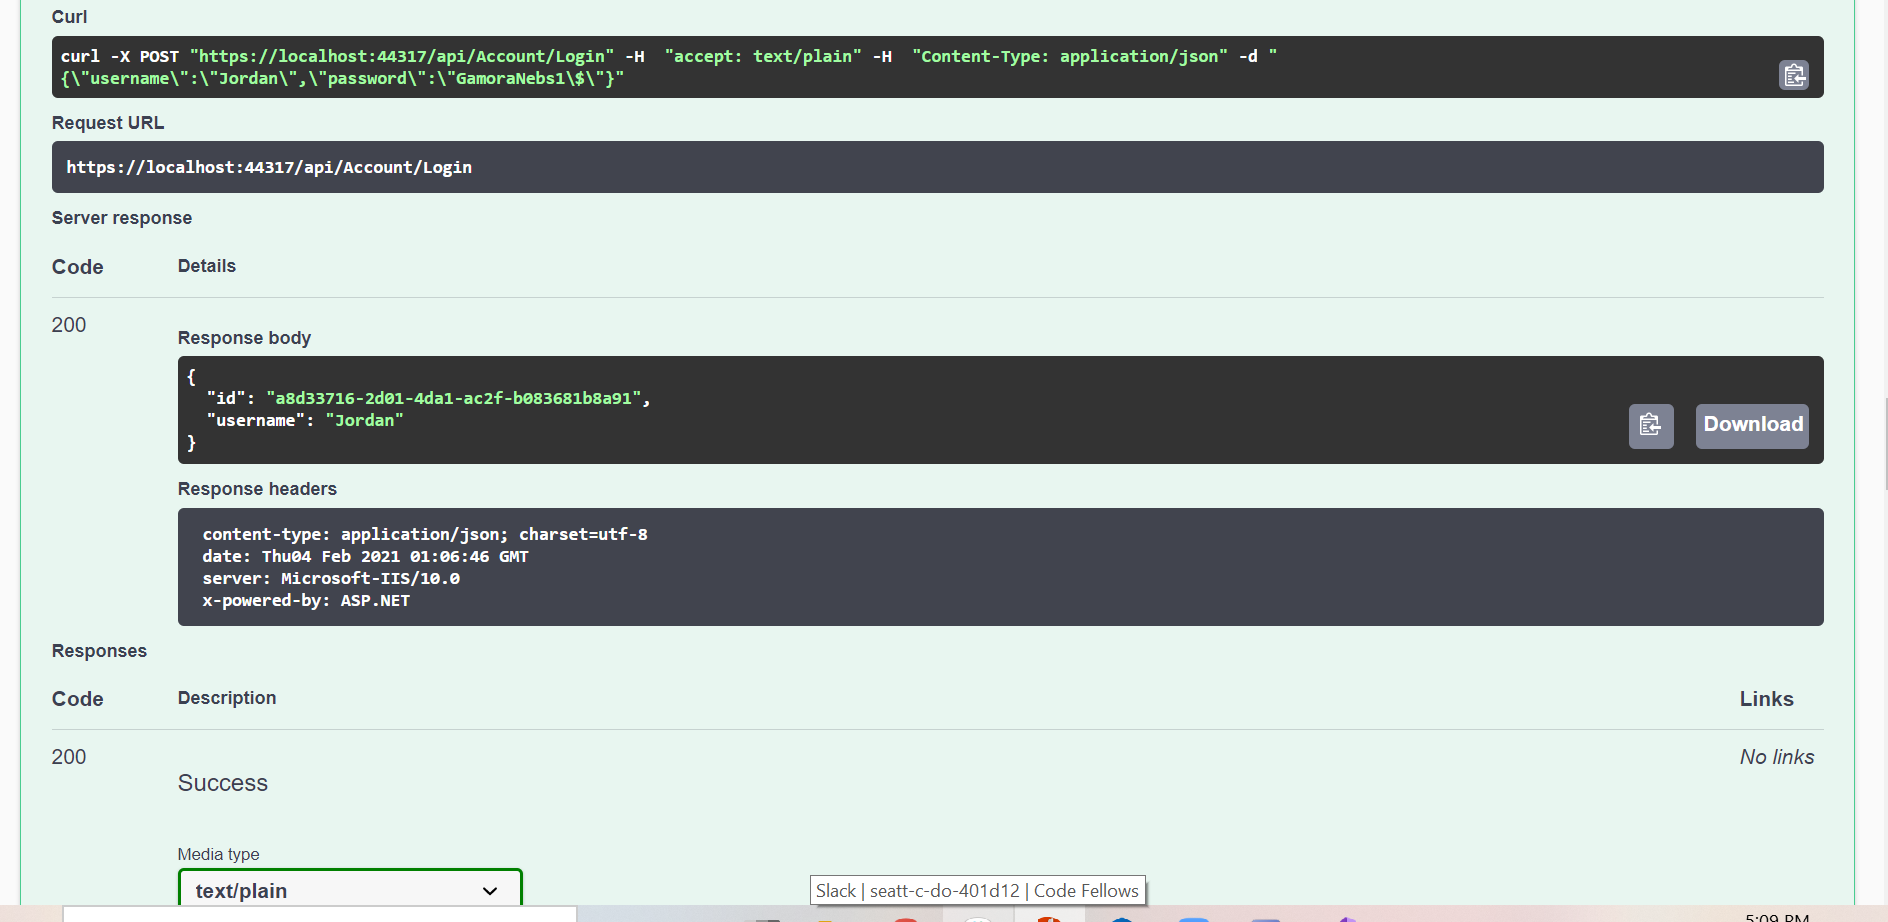 Curl
curl -X POST "https://localhost:44317/api/Account/Login" -H  "accept: text/plain" -H  "Content-Type: application/json" -d "
{\"username\":\"Jordan\",\"password\":\"GamoraNebs1\$\"}"
Request URL
https://localhost:44317/api/Account/Login
Server response
Code Details
200
Response body
{
  "id": "a8d33716-2d01-4da1-ac2f-b083681b8a91",
  "username": "Jordan"
}
Download
Response headers
content-type: application/json; charset=utf-8
date: Thu04 Feb 2021 01:06:46 GMT
server: Microsoft-IIS/10.0
x-powered-by: ASP.NET
Responses
Code Description Links
200 No links
Success
Media type
text/plain
Slack | seatt-c-do-401d12 | Code Fellows
5:09 PM